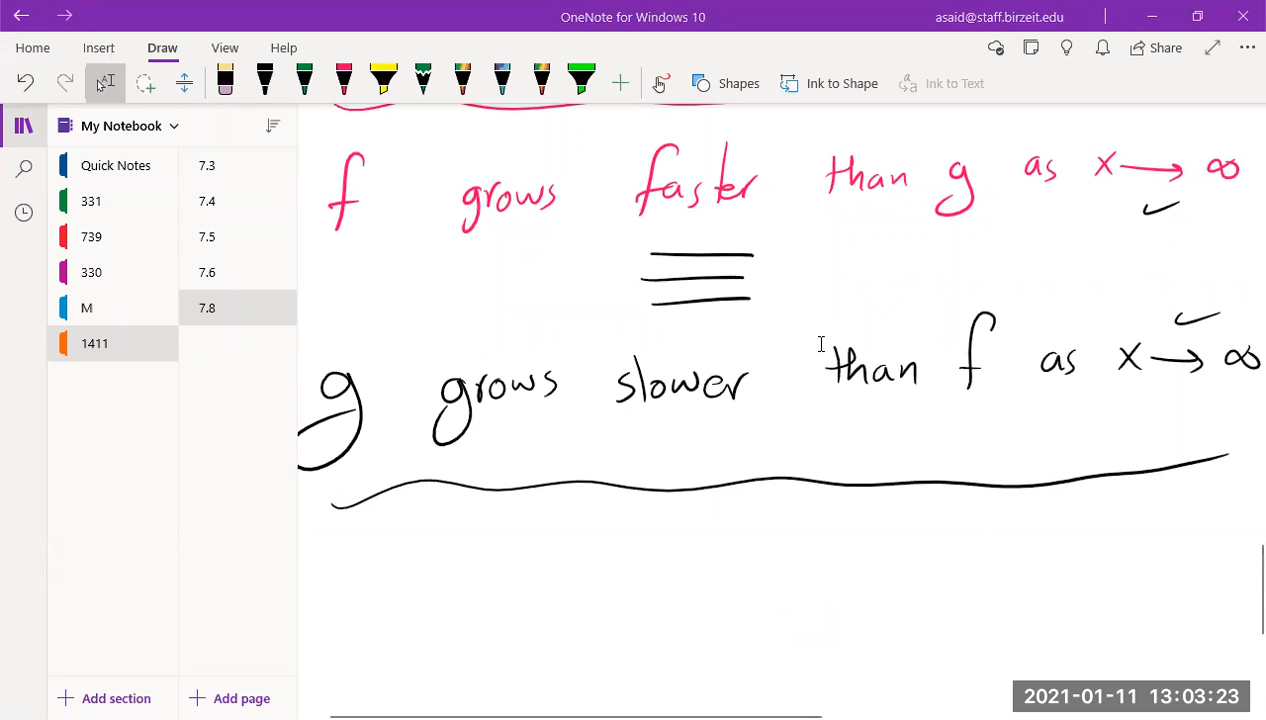 OneNote for Windows 10
asaid@staff.birzeit.edu
Home Insert Draw View Help
Share
Shapes
Ink to Shape
Ink to Text
My Notebook
Quick Notes
331
739
330
M
1411
7.3
7.4
7.5
7.6
7.8
f grows faster than g as x → ∞
g grows slower than f as x → ∞
Add section
Add page
2021-01-11 13:03:23